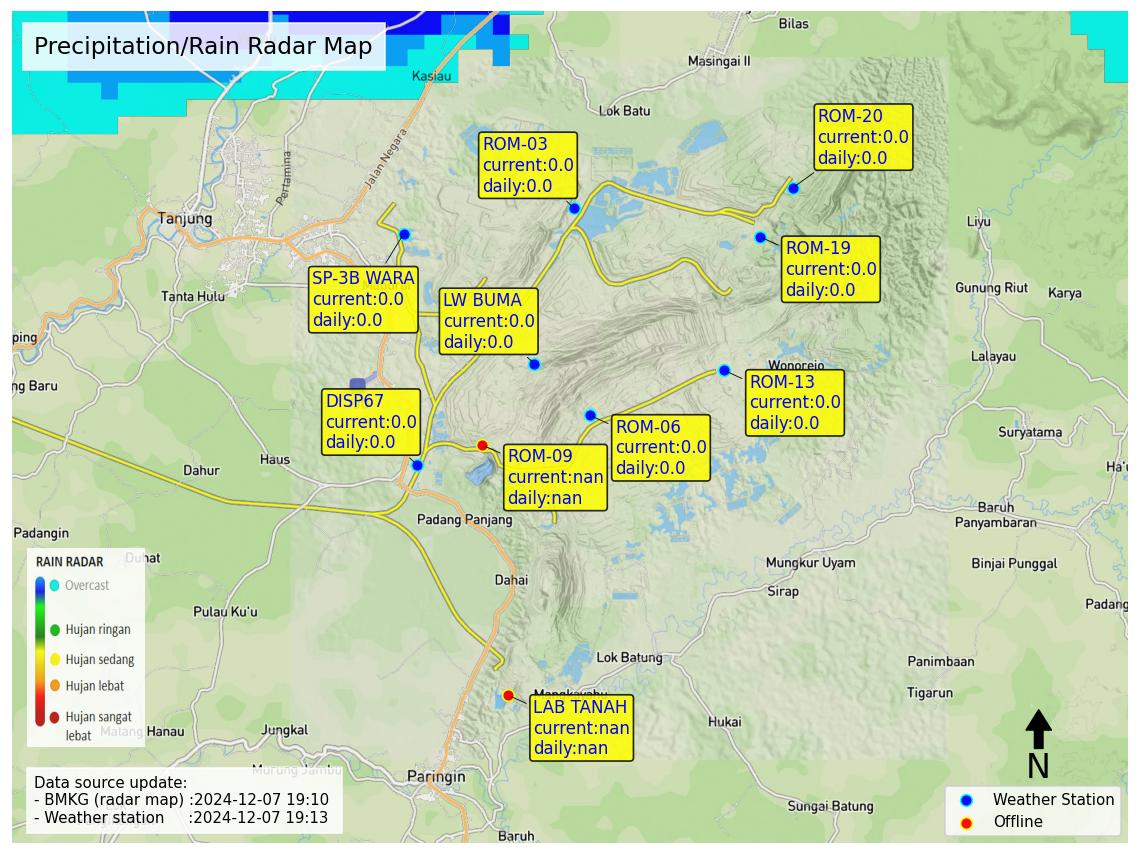 Precipitation/Rain Radar Map
Bilas
Masingai II
Kasiau
Lok Batu
Jalan Negara
Pertamina
Tanjung
Tanta Hulu
ROM-03
current:0.0
daily:0.0
ROM-20
current:0.0
daily:0.0
ROM-19
current:0.0
daily:0.0
SP-3B WARA
current:0.0
daily:0.0
LW BUMA
current:0.0
daily:0.0
Liyu
Gunung Riut
Karya
Lalayau
Wonorejo
ROM-13
current:0.0
daily:0.0
ping
ng Baru
DISP67
current:0.0
daily:0.0
ROM-06
current:0.0
daily:0.0
ROM-09
current:nan
daily:nan
Suryatama
Ha'u
Dahur
Haus
Padang Panjang
Baruh
Panyambaran
Padangin
Duhat
Dahai
Mungkur Uyam
Binjai Punggal
Sirap
Padang
Pulau Ku'u
RAIN RADAR
Overcast
Hujan ringan
Hujan sedang
Hujan lebat
Hujan sangat
lebat
Lok Batung
Panimbaan
Tigarun
Mangkayahu
LAB TANAH
current:nan
daily:nan
Hukai
Matang Hanau
Jungkal
Murung Jambu
Paringin
Sungai Batung
Baruh
Data source update:
- BMKG (radar map) :2024-12-07 19:10
- Weather station :2024-12-07 19:13
N
Weather Station
Offline